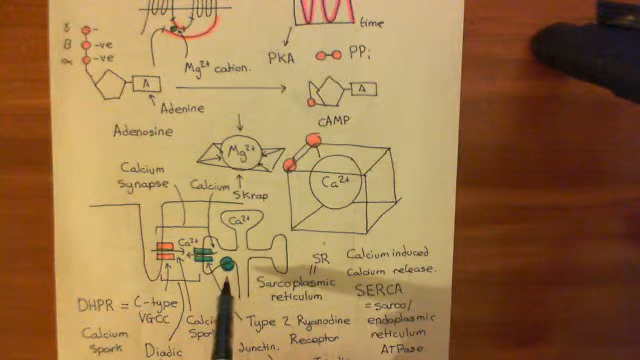 time
γ -
β -ve
α -ve
Mg2+ cation.
PKA
PPi
A
A
Adenine
Adenosine
cAMP
Mg2+
Calcium
Synapse
Calcium
Skrap
Ca2+
Ca2+
Ca2+
SR
=
Sarcoplasmic
reticulum
Calcium induced
Calcium release.
SERCA
= sarco/
endoplasmic
reticulum
ATPase.
DHPR = C-type
VGCC
Calcium
Spark
Diadic
Type 2 Ryanodine
Receptor